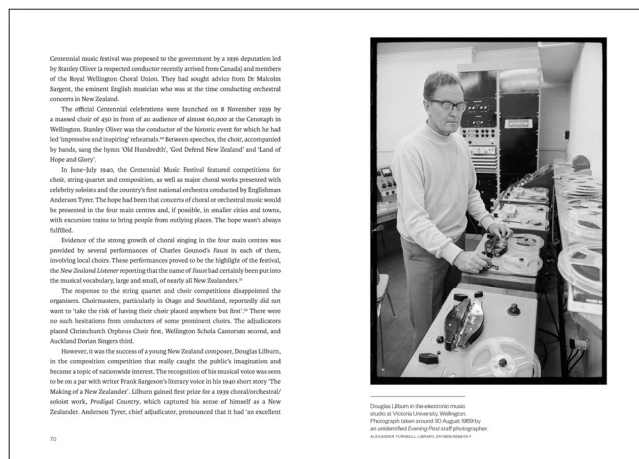 Centennial music festival was proposed to the government by a 1936 deputation led
by Stanley Oliver (a respected conductor recently arrived from Canada) and members
of the Royal Wellington Choral Union. They had sought advice from Dr Malcolm
Sargent, the eminent English musician who was at the time conducting orchestral
concerts in New Zealand.
The official Centennial celebrations were launched on 8 November 1939 by
a massed choir of 450 in front of an audience of almost 60,000 at the Cenotaph in
Wellington. Stanley Oliver was the conductor of the historic event for which he had
led ‘impressive and inspiring’ rehearsals. Between speeches, the choir, accompanied
by bands, sang the hymn ‘Old Hundredth’, ‘God Defend New Zealand’ and ‘Land of
Hope and Glory’.
In June–July 1940, the Centennial Music Festival featured competitions for
choir, string quartet and composition, as well as major choral works presented with
celebrity soloists and the country’s first national orchestra conducted by Englishman
Anderson Tyrer. The hope had been that concerts of choral or orchestral music would
be presented in the four main centres and, if possible, in smaller cities and towns,
with excursion trains to bring people from outlying places. The hope wasn’t always
fulfilled.
Evidence of the strong growth of choral singing in the four main centres was
provided by several performances of Charles Gounod’s Faust in each of them,
involving local choirs. These performances proved to be the highlight of the festival,
the New Zealand Listener reporting that the name of Faust had certainly been put into
the musical vocabulary, large and small, of nearly all New Zealanders.
The response to the string quartet and choir competitions disappointed the
organisers. Choirmasters, particularly in Otago and Southland, reportedly did not
want to ‘take the risk of having their choir placed anywhere but first’. There were
no such hesitations from conductors of some prominent choirs. The adjudicators
placed Christchurch Orpheus Choir first, Wellington Schola Cantorum second, and
Auckland Dorian Singers third.
However, it was the success of a young New Zealand composer, Douglas Lilburn,
in the composition competition that really caught the public’s imagination and
became a topic of nationwide interest. The recognition of his musical voice was seen
to be on a par with writer Frank Sargeson’s literary voice in his 1940 short story ‘The
Making of a New Zealander’. Lilburn gained first prize for a 1939 choral/orchestral/
soloist work, Prodigal Country, which captured his sense of himself as a New
Zealander. Anderson Tyrer, chief adjudicator, pronounced that it had ‘an excellent
70
Douglas Lilburn in the electronic music
studio at Victoria University.
Photograph taken around 30 August 1969 by
an unidentified Evening Post staff photographer.
ALEXANDER TURNBULL LIBRARY,